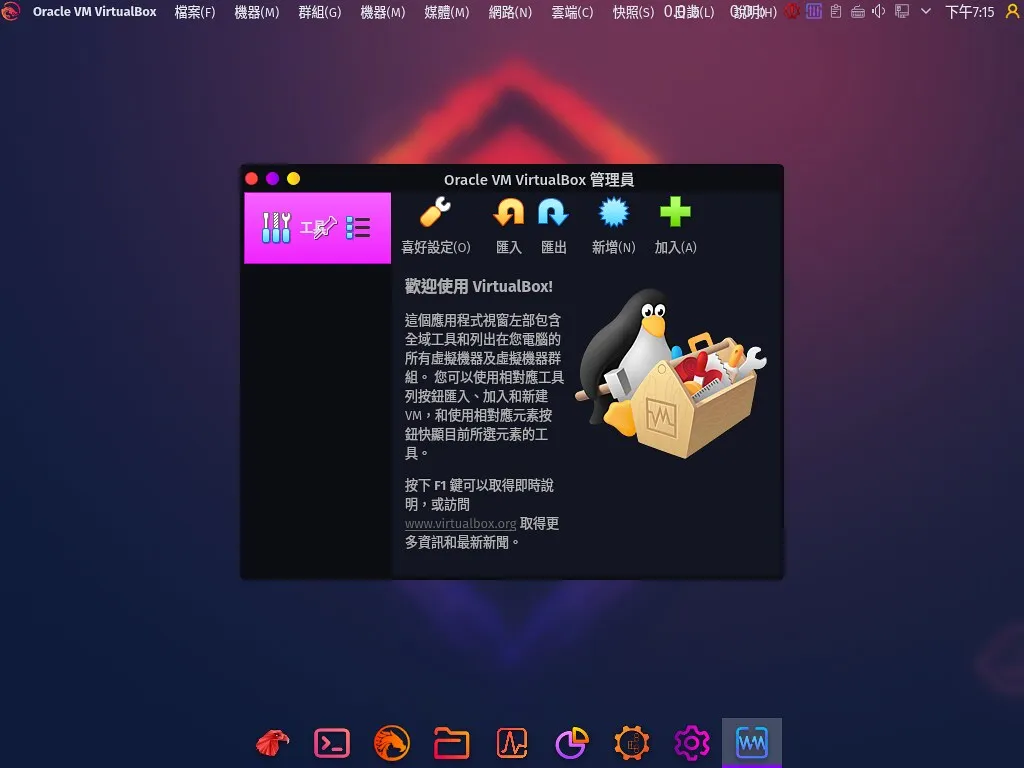 Oracle VM VirtualBox 檔案(F) 機器(M) 群組(G) 機器(M) 媒體(M) 網路(N) 雲端(C) 快照(S) 日誌(L) 說明(H) 下午7:15
Oracle VM VirtualBox 管理員
工具
喜好設定(O) 匯入 匯出 新增(N) 加入(A)
歡迎使用 VirtualBox!
這個應用程式視窗左部包含
全域工具和列出在您電腦的
所有虛擬機器及虛擬機器群
組。 您可以使用相對應工具
列按鈕匯入、加入和新建
VM，和使用相對應元素按
鈕快顯目前所選元素的工
具。
按下 F1 鍵可以取得即時說
明，或訪問
www.virtualbox.org 取得更
多資訊和最新新聞。